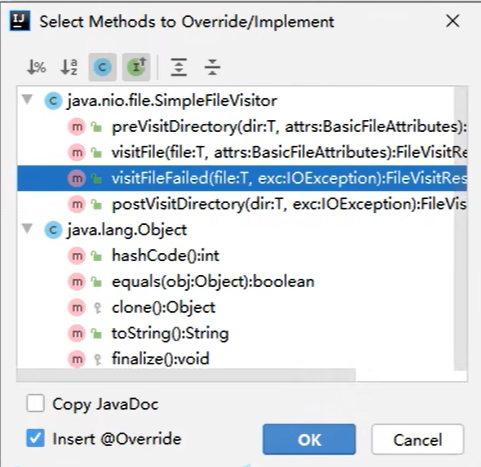 Select Methods to Override/Implement
java.nio.file.SimpleFileVisitor
preVisitDirectory(dir:T, attrs:BasicFileAttributes):
visitFile(file:T, attrs:BasicFileAttributes):FileVisitRe
visitFileFailed(file:T, exc:IOException):FileVisitRes
postVisitDirectory(dir:T, exc:IOException):FileVis
java.lang.Object
hashCode():int
equals(obj:Object):boolean
clone():Object
toString():String
finalize():void
Copy JavaDoc
Insert @Override
OK
Cancel